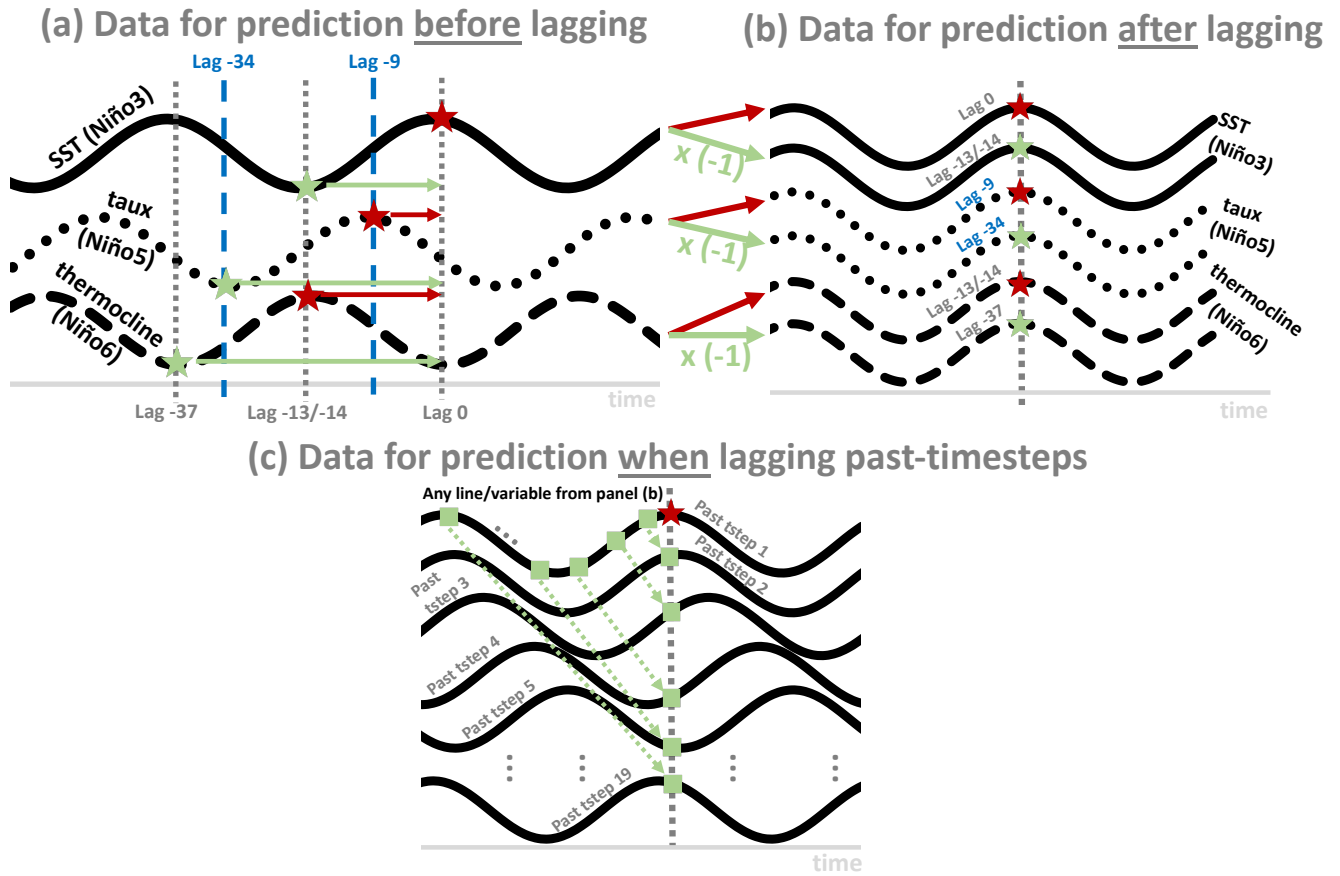 (a) Data for prediction before lagging
Lag -34
Lag -9
SST (Niño3)
taux
(Niño5)
thermocline
(Niño6)
Lag -37
Lag -13/-14
Lag 0
time
(b) Data for prediction after lagging
x (-1)
x (-1)
x (-1)
Lag 0
Lag -13/-14
Lag -9
Lag -34
Lag -13/-14
Lag -37
SST
(Niño3)
taux
(Niño5)
thermocline
(Niño6)
time
(c) Data for prediction when lagging past-timesteps
Any line/variable from panel (b)
Past tstep 1
Past tstep 2
Past
tstep 3
Past tstep 4
Past tstep 5
Past tstep 19
time